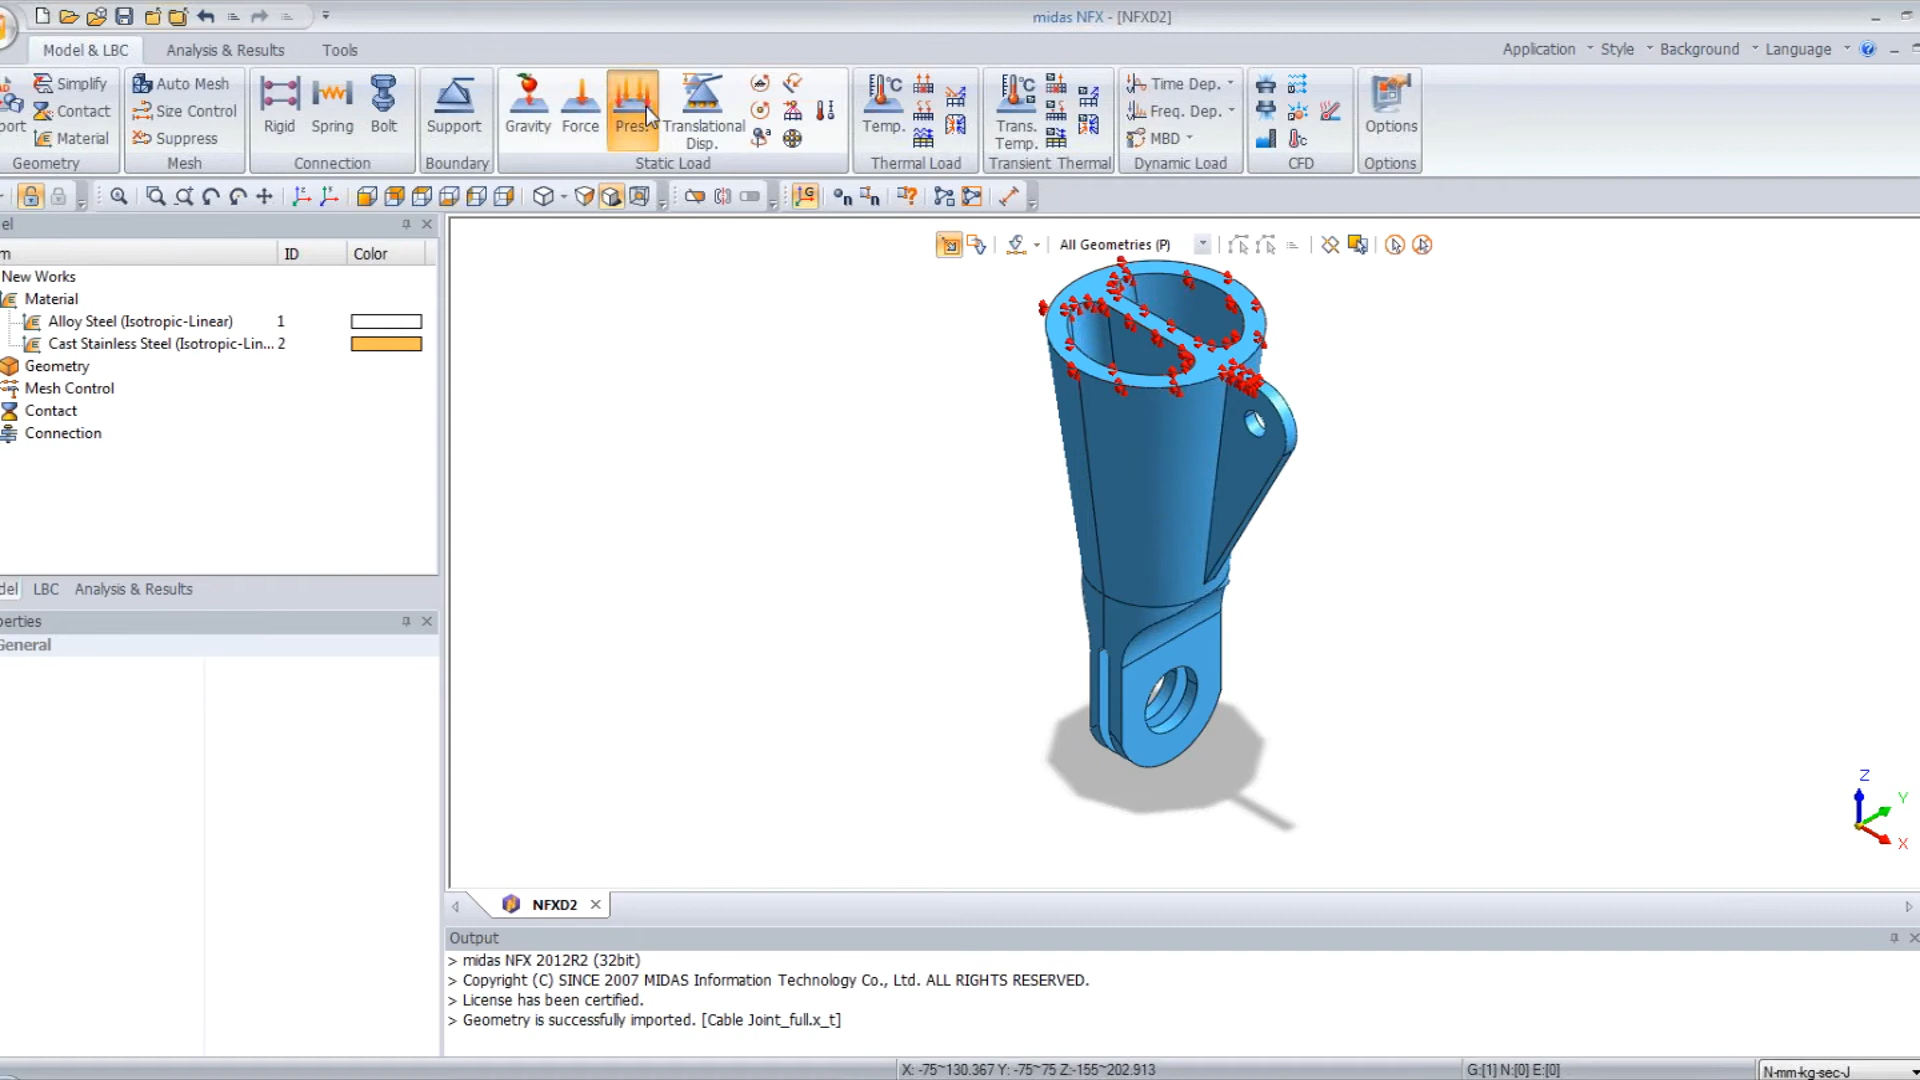 midas NFX - [NFXD2]
Model & LBC
Analysis & Results
Tools
Application
Style
Background
Language
Simplify
Contact
Material
Geometry
Auto Mesh
Size Control
Suppress
Mesh
Rigid
Spring
Bolt
Connection
Support
Boundary
Gravity
Force
Translational
Disp.
Static Load
Temp.
Thermal Load
Trans.
Temp.
Transient Thermal
Time Dep.
Freq. Dep.
MBD
Dynamic Load
CFD
Options
Options
ID
Color
New Works
Material
Alloy Steel (Isotropic-Linear) 1
Cast Stainless Steel (Isotropic-Lin... 2
Geometry
Mesh Control
Contact
Connection
LBC
Analysis & Results
General
All Geometries (P)
Z
Y
X
NFXD2
Output
> midas NFX 2012R2 (32bit)
> Copyright (C) SINCE 2007 MIDAS Information Technology Co., Ltd. ALL RIGHTS RESERVED.
> License has been certified.
> Geometry is successfully imported. [Cable Joint_full.x_t]
X: -75~130.367 Y: -75~75 Z:-155~202.913
G:[1] N:[0] E:[0]
N-mm-kg-sec-J